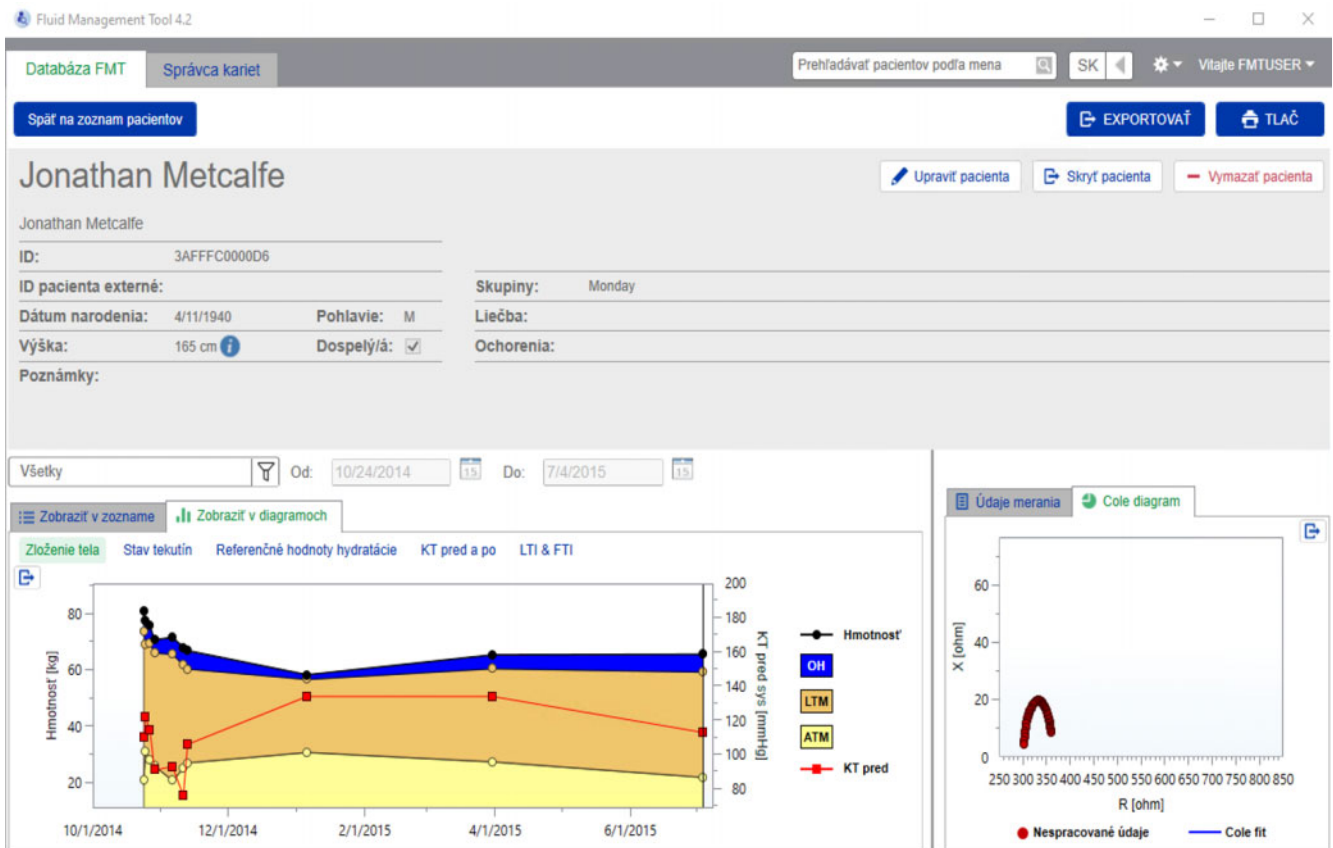 Fluid Management Tool 4.2
Databáza FMT
Správca kariet
Prehľadávať pacientov podľa mena
SK
Vitajte FMTUSER
Späť na zoznam pacientov
EXPORTOVAŤ
TLAČ
Jonathan Metcalfe
Upraviť pacienta
Skryť pacienta
Vymazať pacienta
Jonathan Metcalfe
ID: 3AFFFC0000D6
ID pacienta externé:
Skupiny: Monday
Dátum narodenia: 4/11/1940 Pohlavie: M
Liečba:
Výška: 165 cm Dospelý/á:
Ochorenia:
Poznámky:
Všetky
Od: 10/24/2014
15
Do: 7/4/2015
15
Zobraziť v zozname
Zobraziť v diagramoch
Zloženie tela
Stav tekutín
Referenčné hodnoty hydratácie
KT pred a po
LTI & FTI
Hmotnosť [kg]
80
60
40
20
10/1/2014
12/1/2014
2/1/2015
4/1/2015
6/1/2015
200
180
160
140
120
100
80
KT pred sys [mmHg]
Hmotnosť
OH
LTM
ATM
KT pred
Údaje merania
Cole diagram
X [ohm]
60
40
20
0
250 300 350 400 450 500 550 600 650 700 750 800 850
R [ohm]
Nespracované údaje
Cole fit